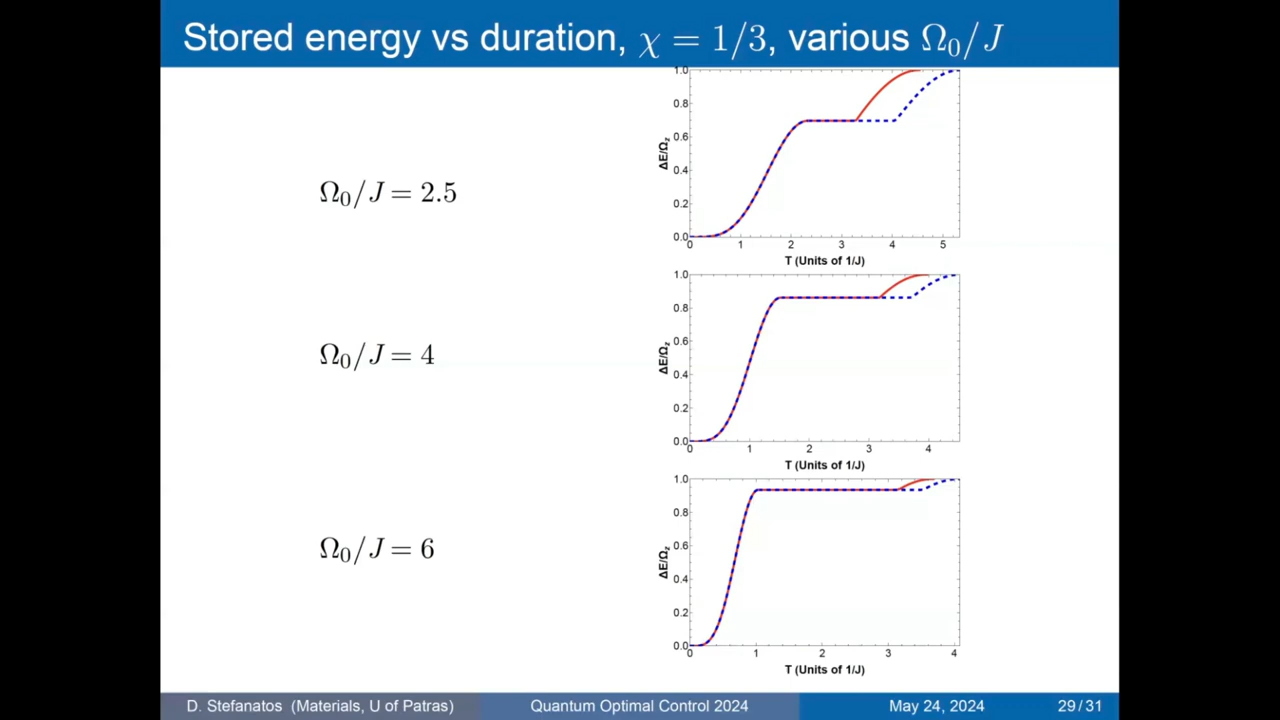 Stored energy vs duration, χ = 1/3, various Ω₀/J
Ω₀/J = 2.5
1.0
0.8
0.6
0.4
0.2
0.0
ΔE/Ω_z
0 1 2 3 4 5
T (Units of 1/J)
Ω₀/J = 4
1.0
0.8
0.6
0.4
0.2
0.0
ΔE/Ω_z
0 1 2 3 4
T (Units of 1/J)
Ω₀/J = 6
1.0
0.8
0.6
0.4
0.2
0.0
ΔE/Ω_z
0 1 2 3 4
T (Units of 1/J)
D. Stefanatos (Materials, U of Patras) Quantum Optimal Control 2024 May 24, 2024 29 / 31